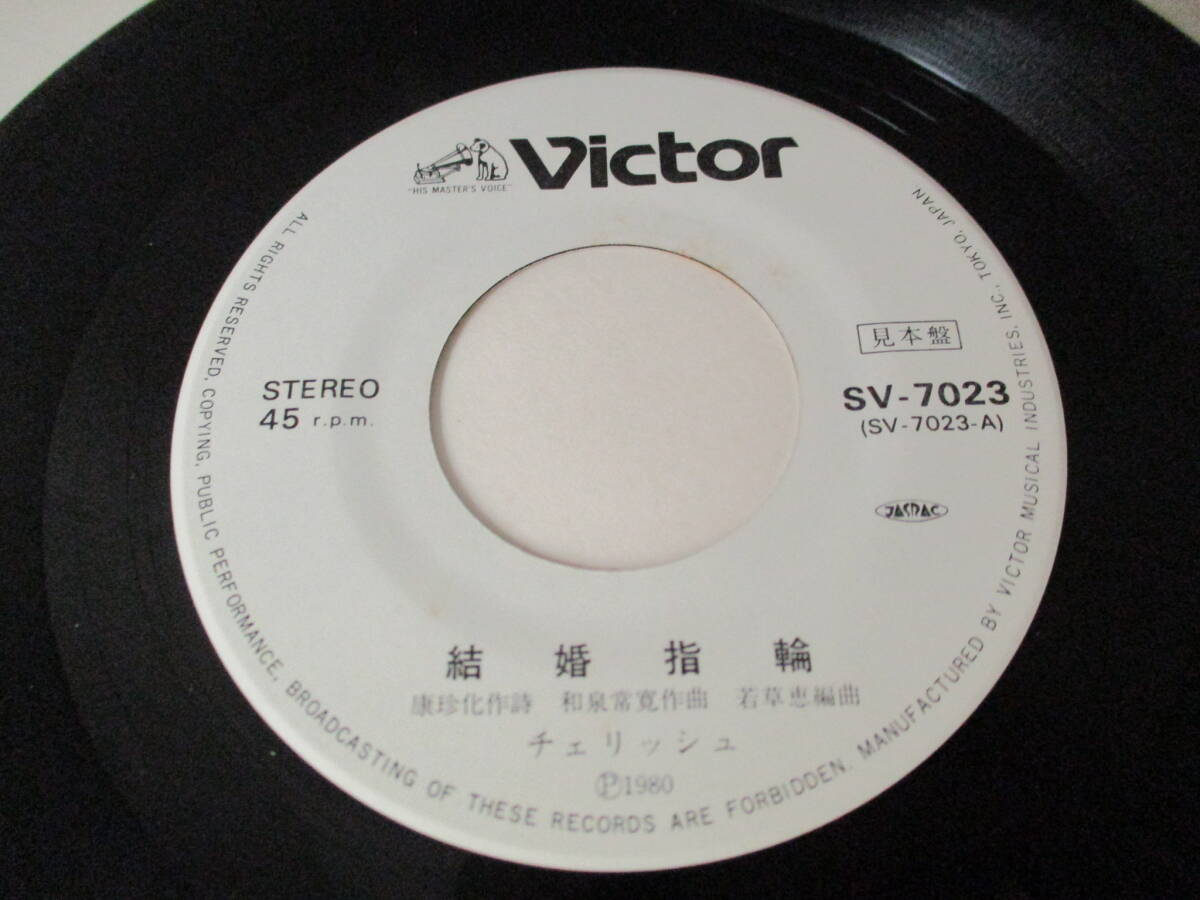 Victor
"HIS MASTER'S VOICE"
見本盤
STEREO
45 r.p.m.
SV-7023
(SV-7023-A)
JASRAC
結婚指輪
康珍化作詩 和泉常寛作曲 若草恵編曲
チェリッシュ
Ⓟ1980
ALL RIGHTS RESERVED, COPYING, PUBLIC PERFORMANCE, BROADCASTING OF THESE RECORDS ARE FORBIDDEN. MANUFACTURED BY VICTOR MUSICAL INDUSTRIES, INC., TOKYO, JAPAN